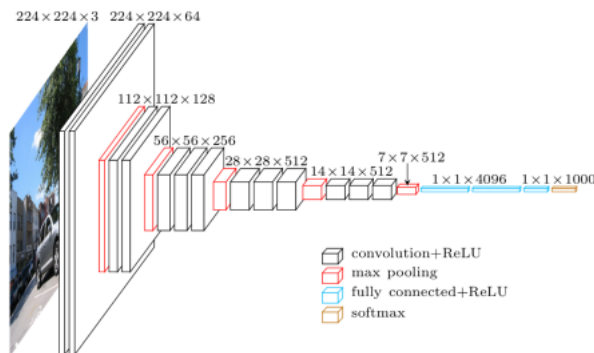 224×224×3 224×224×64
112×112×128
56×56×256
28×28×512
14×14×512
7×7×512
1×1×4096 1×1×1000
convolution+ReLU
max pooling
fully connected+ReLU
softmax